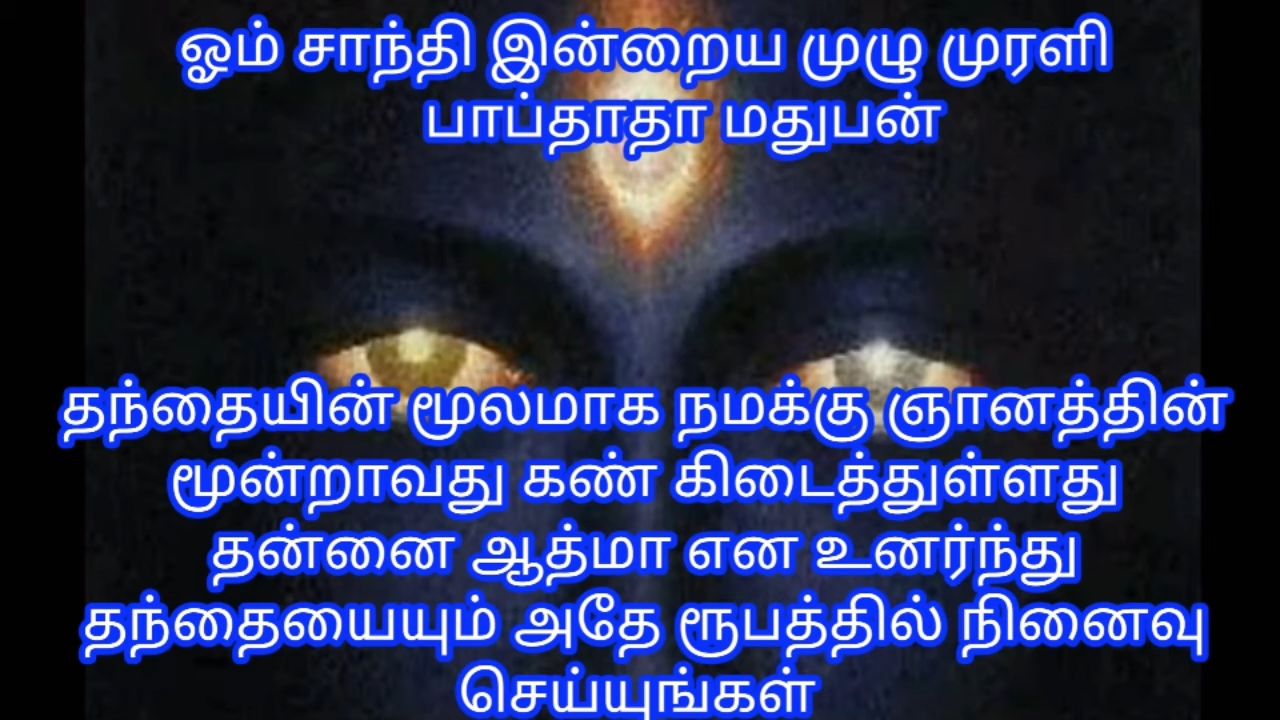 ஓம் சாந்தி இன்றைய முழு முரளி
பாப்தாதா மதுபன்
தந்தையின் மூலமாக நமக்கு ஞானத்தின்
மூன்றாவது கண் கிடைத்துள்ளது
தன்னை ஆத்மா என உனர்ந்து
தந்தையையும் அதே ரூபத்தில் நினைவு
செய்யுங்கள்